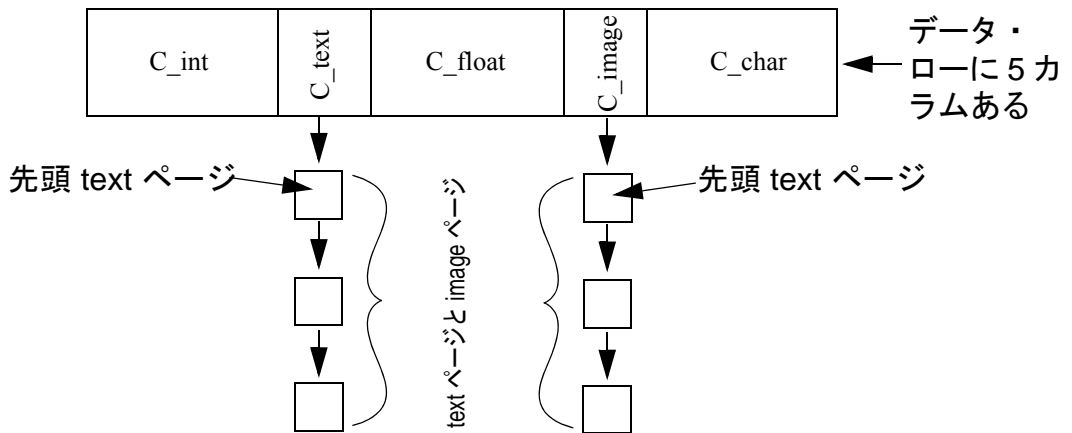 C_int
C_text
C_float
C_image
C_char
データ・
ローに 5 カ
ラムある
先頭 text ページ
text ページと image ページ
先頭 text ページ